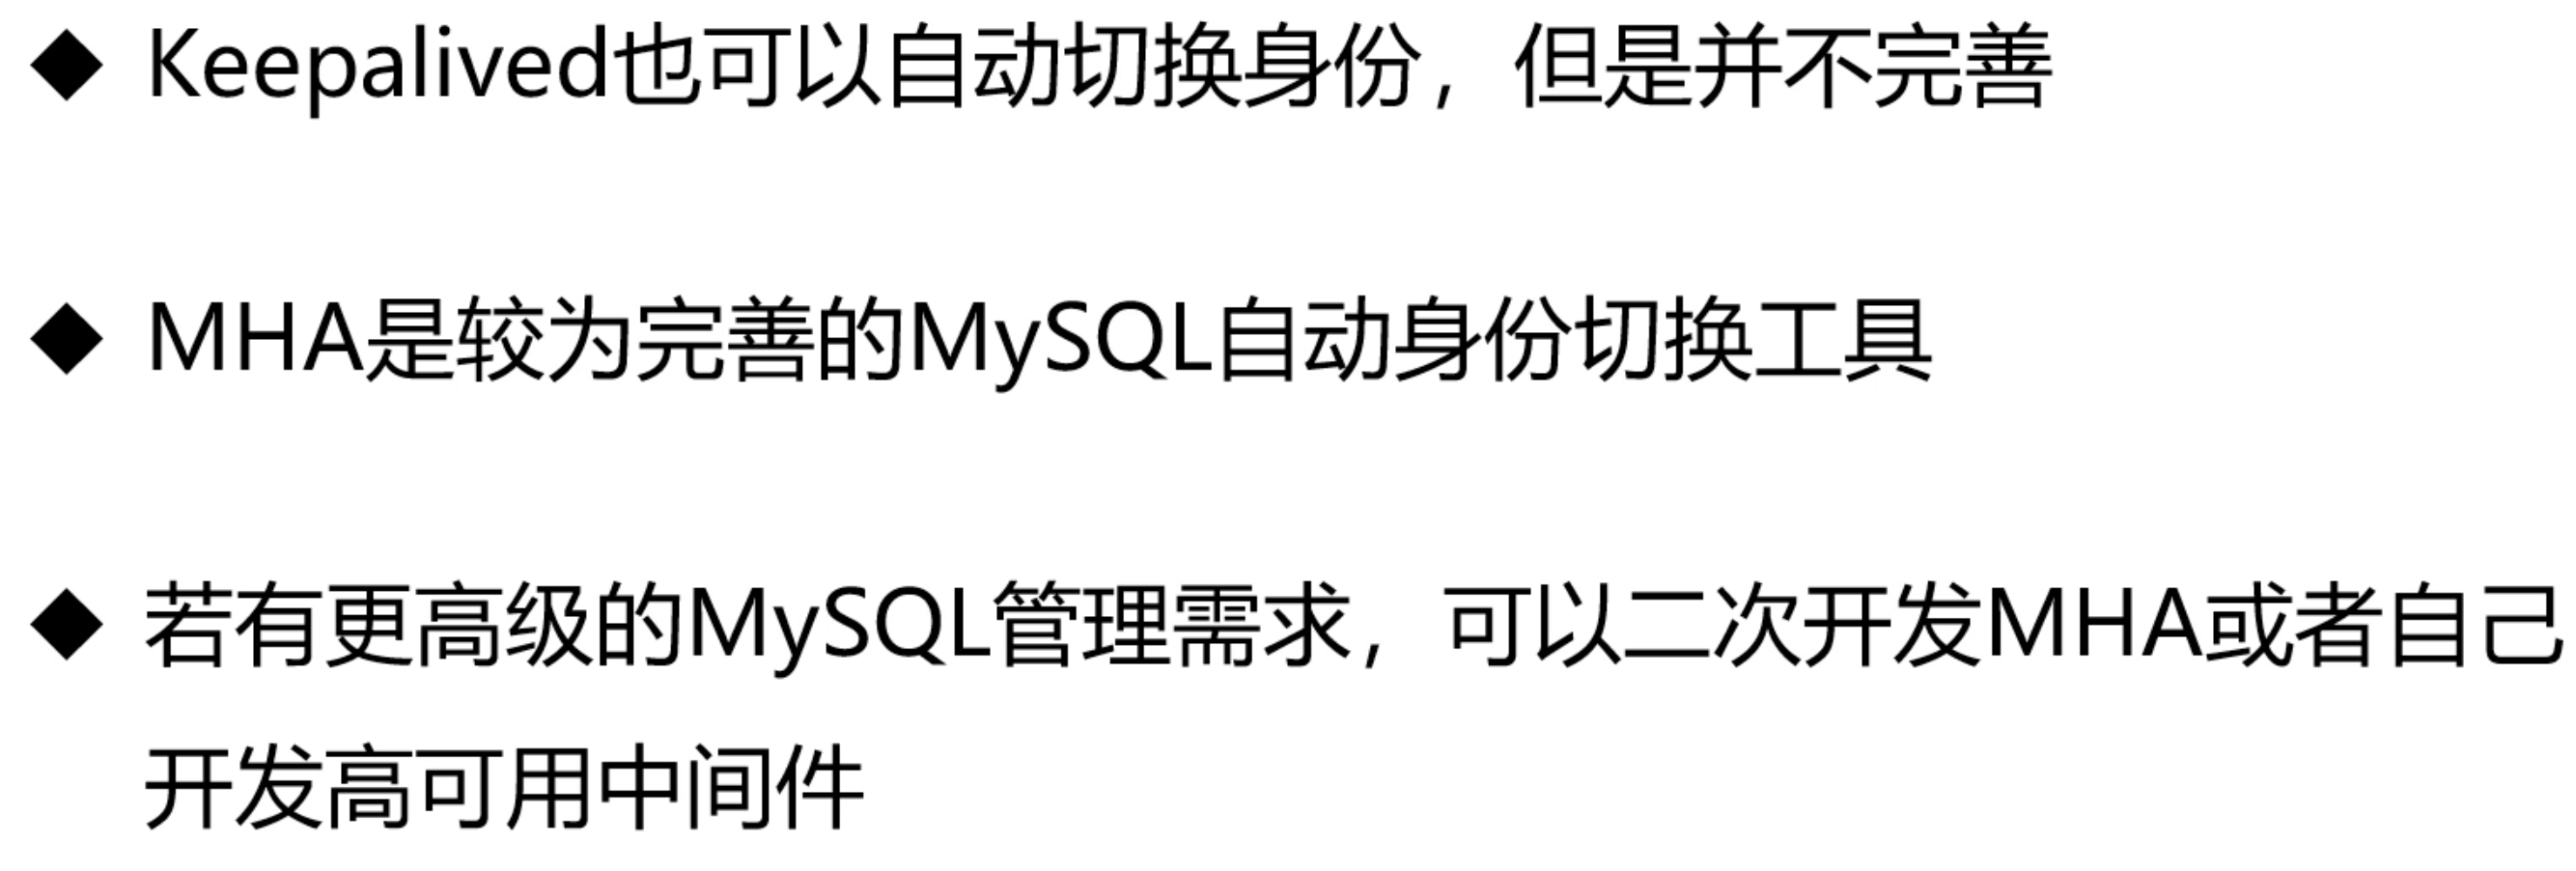 ◆ Keepalived也可以自动切换身份，但是并不完善
◆ MHA是较为完善的MySQL自动身份切换工具
◆ 若有更高级的MySQL管理需求，可以二次开发MHA或者自己
开发高可用中间件